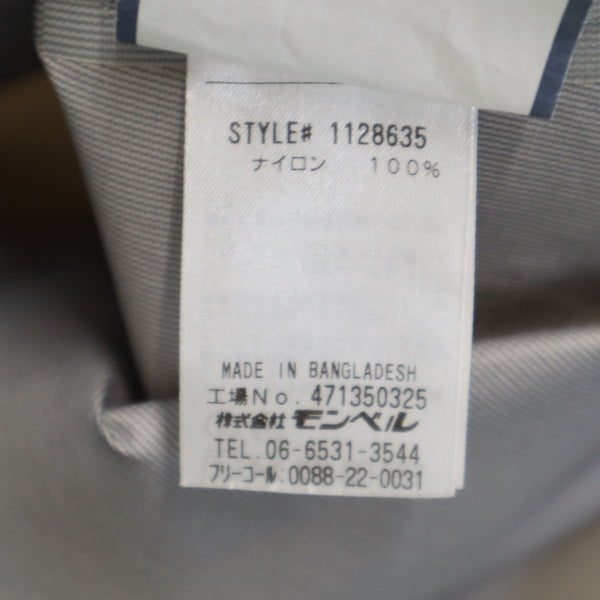 STYLE# 1128635
ナイロン 100%
MADE IN BANGLADESH
工場No. 471350325
株式会社 モンベル
TEL. 06-6531-3544
フリーコール:0088-22-0031